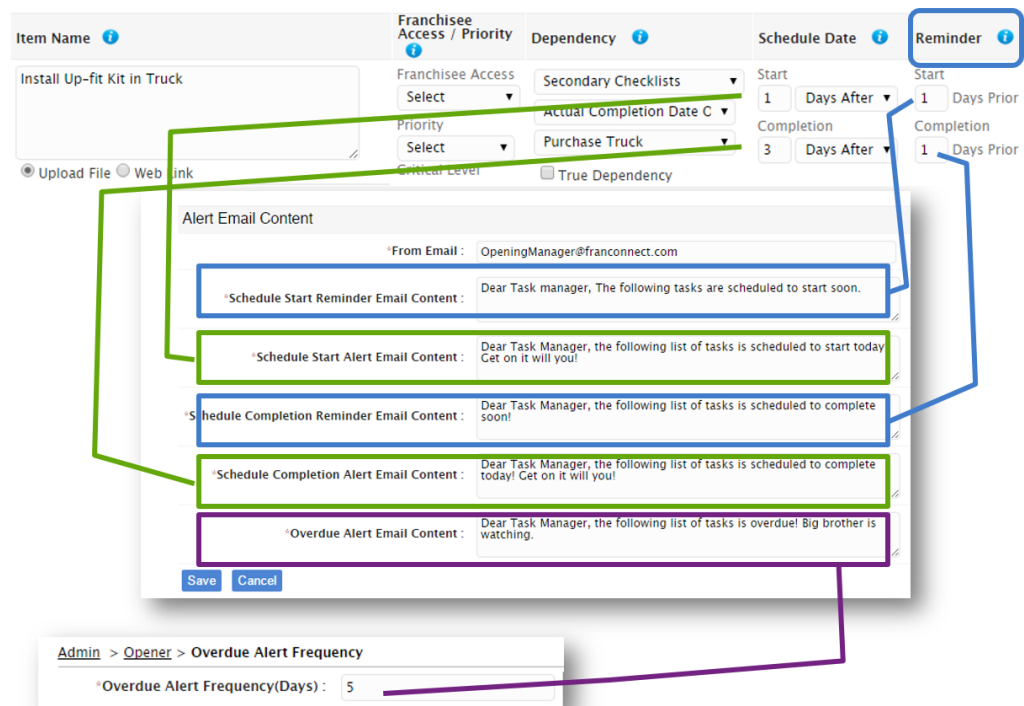 Item Name
Franchisee
Access / Priority
Dependency
Schedule Date
Reminder
Install Up-fit Kit in Truck
Franchisee Access
Select
Priority
Select
Critical Level
Secondary Checklists
Actual Completion Date O
Purchase Truck
True Dependency
Start
1 Days After
Completion
3 Days After
Start
1 Days Prior
Completion
1 Days Prior
Upload File Web Link
Alert Email Content
*From Email : OpeningManager@franconnect.com
*Schedule Start Reminder Email Content : Dear Task manager, The following tasks are scheduled to start soon.
*Schedule Start Alert Email Content : Dear Task Manager, the following list of tasks is scheduled to start today
Get on it will you!
*Schedule Completion Reminder Email Content : Dear Task Manager, the following list of tasks is scheduled to complete
soon!
*Schedule Completion Alert Email Content : Dear Task Manager, the following list of tasks is scheduled to complete
today! Get on it will you!
*Overdue Alert Email Content : Dear Task Manager, the following list of tasks is overdue! Big brother is
watching.
Save Cancel
Admin > Opener > Overdue Alert Frequency
*Overdue Alert Frequency(Days) : 5